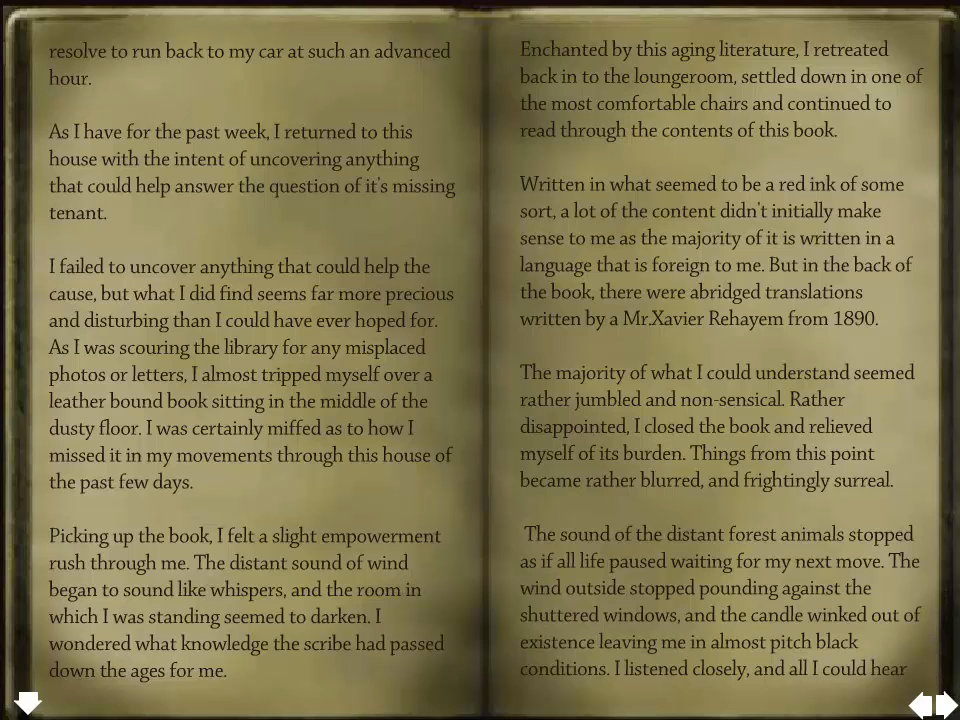 resolve to run back to my car at such an advanced
hour.
As I have for the past week, I returned to this
house with the intent of uncovering anything
that could help answer the question of it's missing
tenant.
I failed to uncover anything that could help the
cause, but what I did find seems far more precious
and disturbing than I could have ever hoped for.
As I was scouring the library for any misplaced
photos or letters, I almost tripped myself over a
leather bound book sitting in the middle of the
dusty floor. I was certainly miffed as to how I
missed it in my movements through this house of
the past few days.
Picking up the book, I felt a slight empowerment
rush through me. The distant sound of wind
began to sound like whispers, and the room in
which I was standing seemed to darken. I
wondered what knowledge the scribe had passed
down the ages for me.
Enchanted by this aging literature, I retreated
back in to the loungeroom, settled down in one of
the most comfortable chairs and continued to
read through the contents of this book.
Written in what seemed to be a red ink of some
sort, a lot of the content didn't initially make
sense to me as the majority of it is written in a
language that is foreign to me. But in the back of
the book, there were abridged translations
written by a Mr.Xavier Rehayem from 1890.
The majority of what I could understand seemed
rather jumbled and non-sensical. Rather
disappointed, I closed the book and relieved
myself of its burden. Things from this point
became rather blurred, and frightingly surreal.
The sound of the distant forest animals stopped
as if all life paused waiting for my next move. The
wind outside stopped pounding against the
shuttered windows, and the candle winked out of
existence leaving me in almost pitch black
conditions. I listened closely, and all I could hear